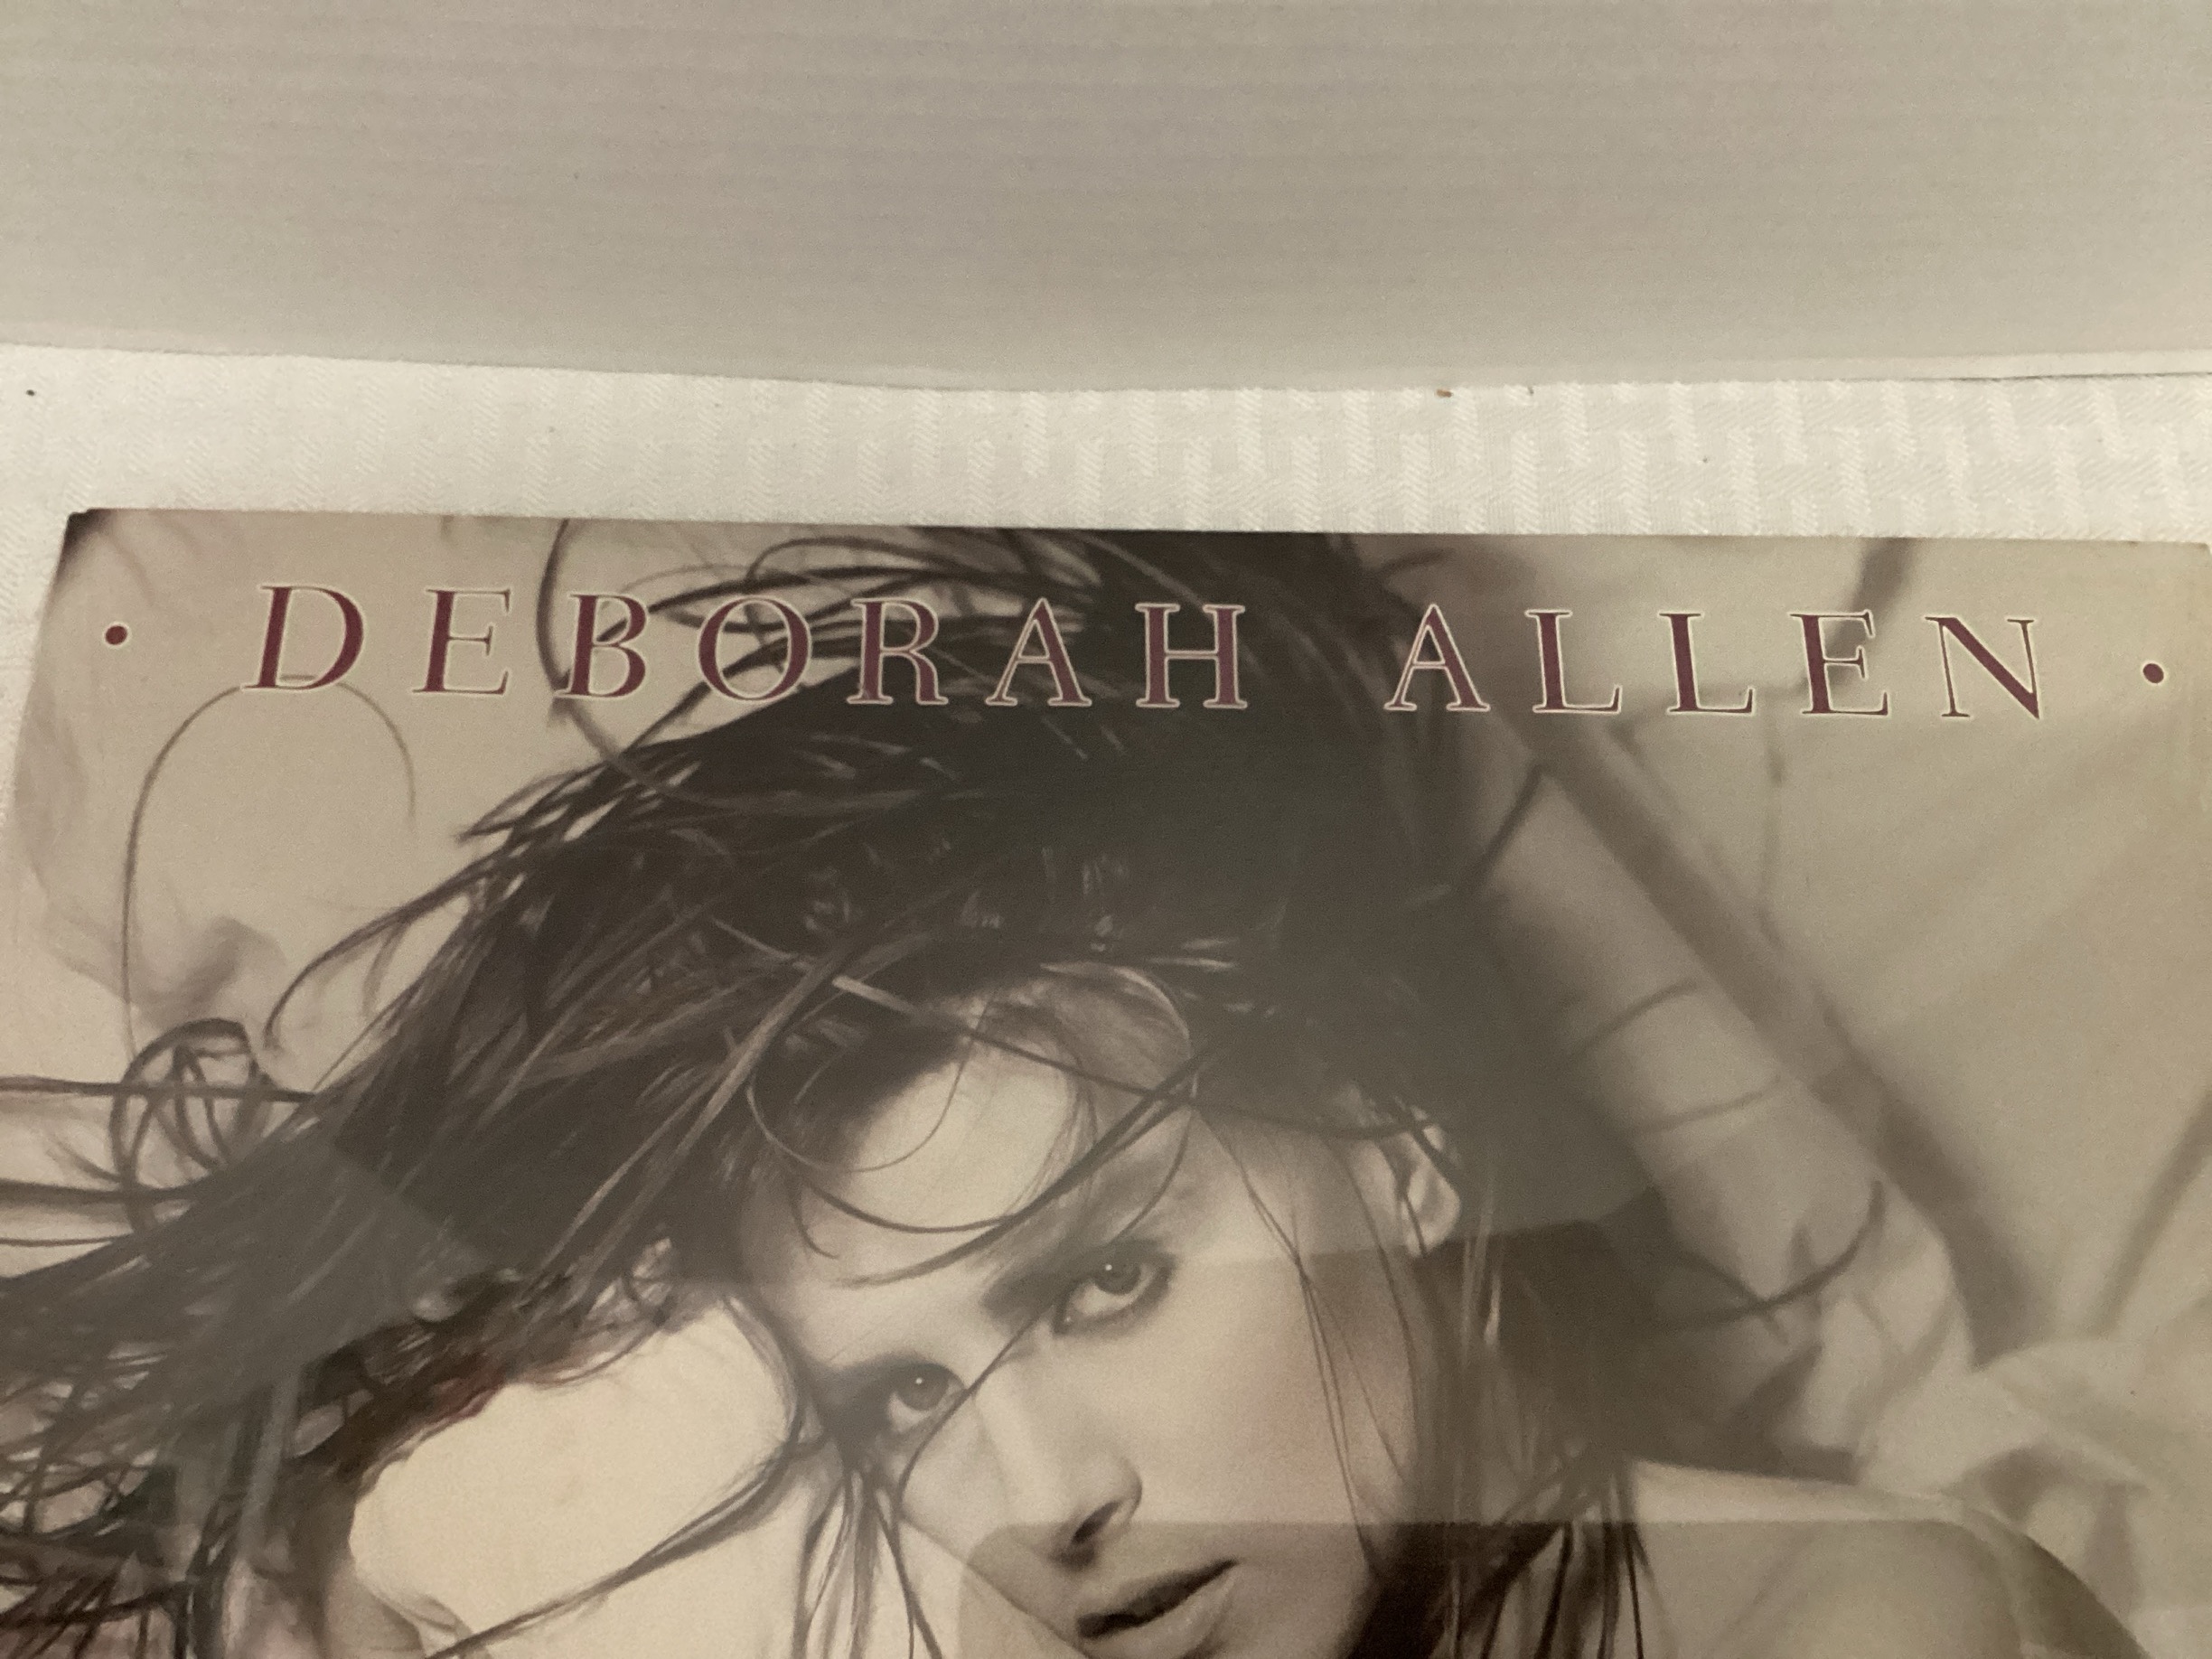 • DEBORAH ALLEN •